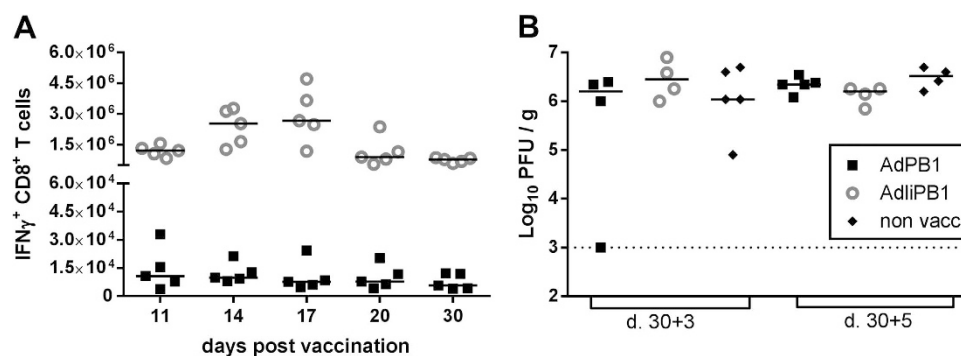 A
IFNγ⁺ CD8⁺ T cells
6.0×10⁶
4.5×10⁶
3.0×10⁶
1.5×10⁶
6.0×10⁴
4.5×10⁴
3.0×10⁴
1.5×10⁴
0
11 14 17 20 30
days post vaccination
B
Log₁₀ PFU / g
7
6
5
4
3
2
AdPB1
AdIiPB1
non vacc
d. 30+3 d. 30+5